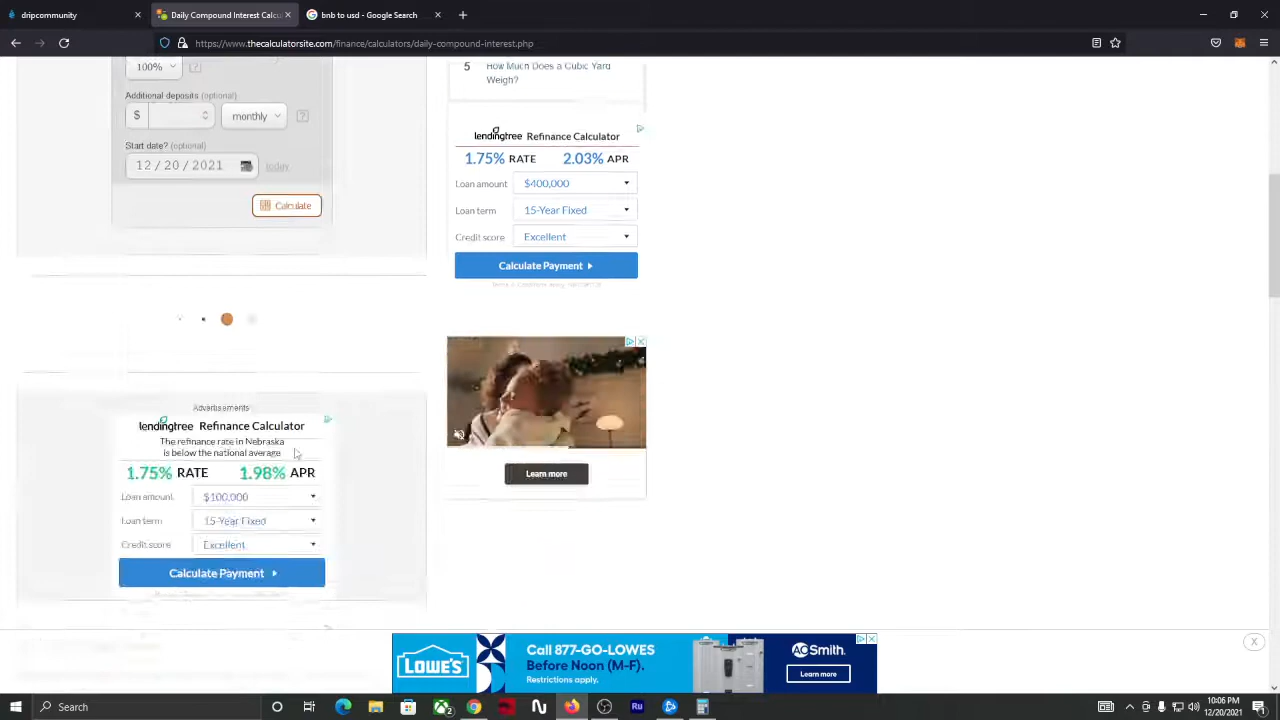 dripcommunity
Daily Compound Interest Calcula
bnb to usd - Google Search
https://www.thecalculatorsite.com/finance/calculators/daily-compound-interest.php
100%
Additional deposits (optional)
$
monthly
Start date? (optional)
12 / 20 / 2021
today
Calculate
5 How Much Does a Cubic Yard
Weigh?
lendingtree Refinance Calculator
1.75% RATE 2.03% APR
Loan amount $400,000
Loan term 15-Year Fixed
Credit score Excellent
Calculate Payment
Learn more
Advertisements
lendingtree Refinance Calculator
The refinance rate in Nebraska
is below the national average
1.75% RATE 1.98% APR
Loan amount $100,000
Loan term 15-Year Fixed
Credit score Excellent
Calculate Payment
LOWE'S
Call 877-GO-LOWES
Before Noon (M-F).
Restrictions apply.
AOSmith
Learn more
Search
Ru
10:06 PM
12/20/2021